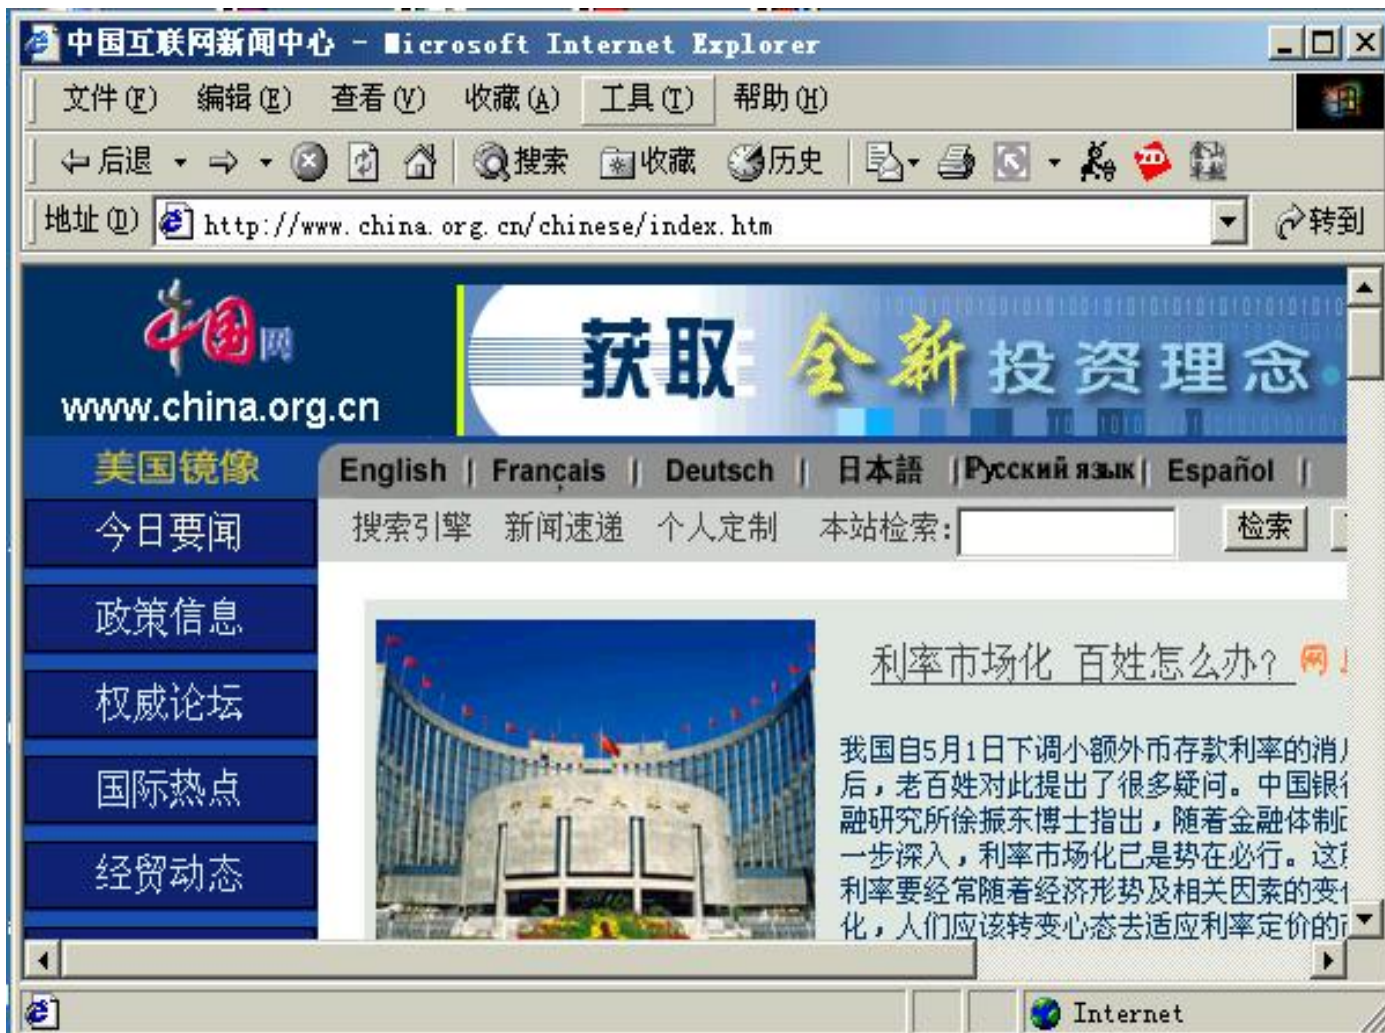 中国互联网新闻中心 - Microsoft Internet Explorer
文件(F) 编辑(E) 查看(V) 收藏(A) 工具(T) 帮助(H)
后退 搜索 收藏 历史
地址(D) http://www.china.org.cn/chinese/index.htm 转到
中国网
www.china.org.cn
获取 全新 投资理念
美国镜像 English | Français | Deutsch | 日本語 | Русский язык | Español |
今日要闻 搜索引擎 新闻速递 个人定制 本站检索: 检索
政策信息
权威论坛
国际热点
经贸动态
利率市场化 百姓怎么办? 网
我国自5月1日下调小额外币存款利率的消
后，老百姓对此提出了很多疑问。中国银
融研究所徐振东博士指出，随着金融体制
一步深入，利率市场化已是势在必行。这
利率要经常随着经济形势及相关因素的变
化，人们应该转变心态去适应利率定价的
Internet